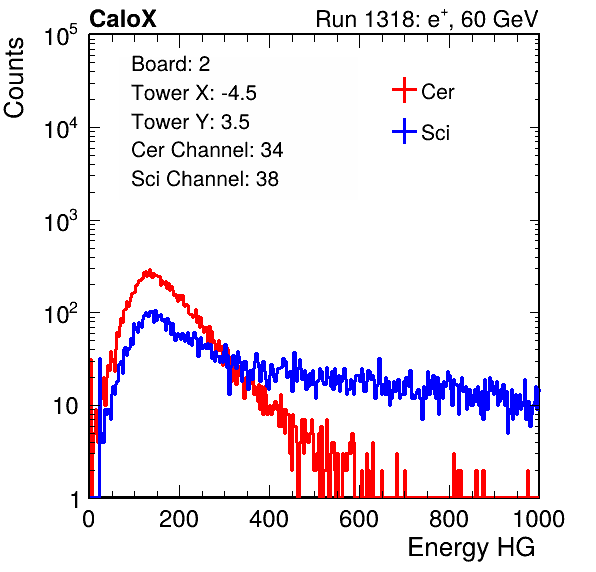 CaloX Run 1318: e⁺, 60 GeV
Counts
10⁵
10⁴
10³
10²
10
1
Board: 2
Tower X: -4.5
Tower Y: 3.5
Cer Channel: 34
Sci Channel: 38
Cer
Sci
0 200 400 600 800 1000
Energy HG